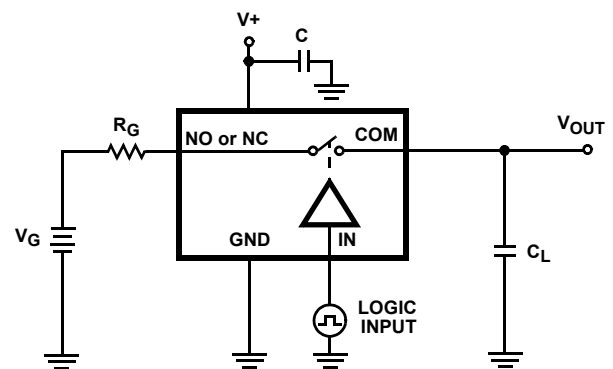 V+
C
RG
NO or NC
COM
VOUT
VG
GND
IN
CL
LOGIC
INPUT